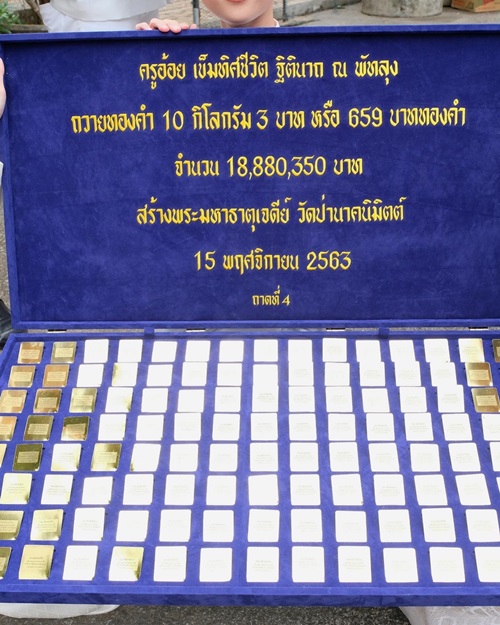 ครูอ้อย เข็มทิศชีวิต ฐิตินาถ ณ พัทลุง
ถวายทองคำ 10 กิโลกรัม 3 บาท หรือ 659 บาททองคำ
จำนวน 18,880,350 บาท
สร้างพระมหาธาตุเจดีย์ วัดป่านาคนิมิตต์
15 พฤศจิกายน 2563
ถาดที่ 4